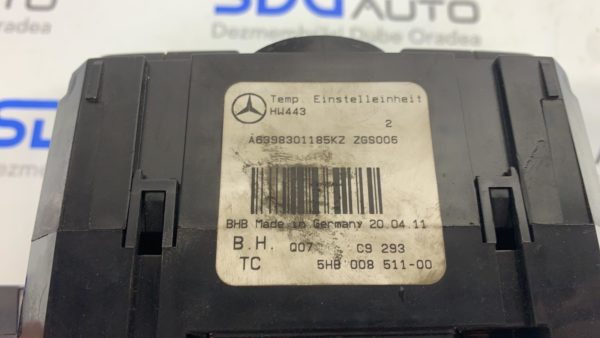 SDG AUTO
Dezmembrari Dube Oradea
Temp. Einstelleinheit
HW443
2
A6398301185KZ ZGS006
BHB Made in Germany 20.04.11
B.H. Q07 C9 293
TC 5HB 008 511-00